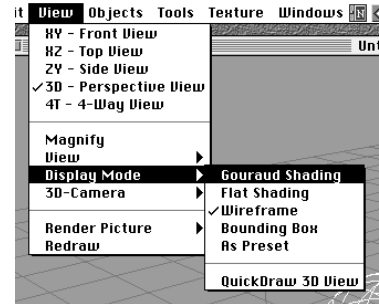 it View Objects Tools Texture Windows
XY - Front View
XZ - Top View
ZY - Side View
✓3D - Perspective View
4T - 4-Way View
Magnify
View
Display Mode
3D-Camera
Render Picture
Redraw
Gouraud Shading
Flat Shading
✓Wireframe
Bounding Box
As Preset
QuickDraw 3D View
Unt